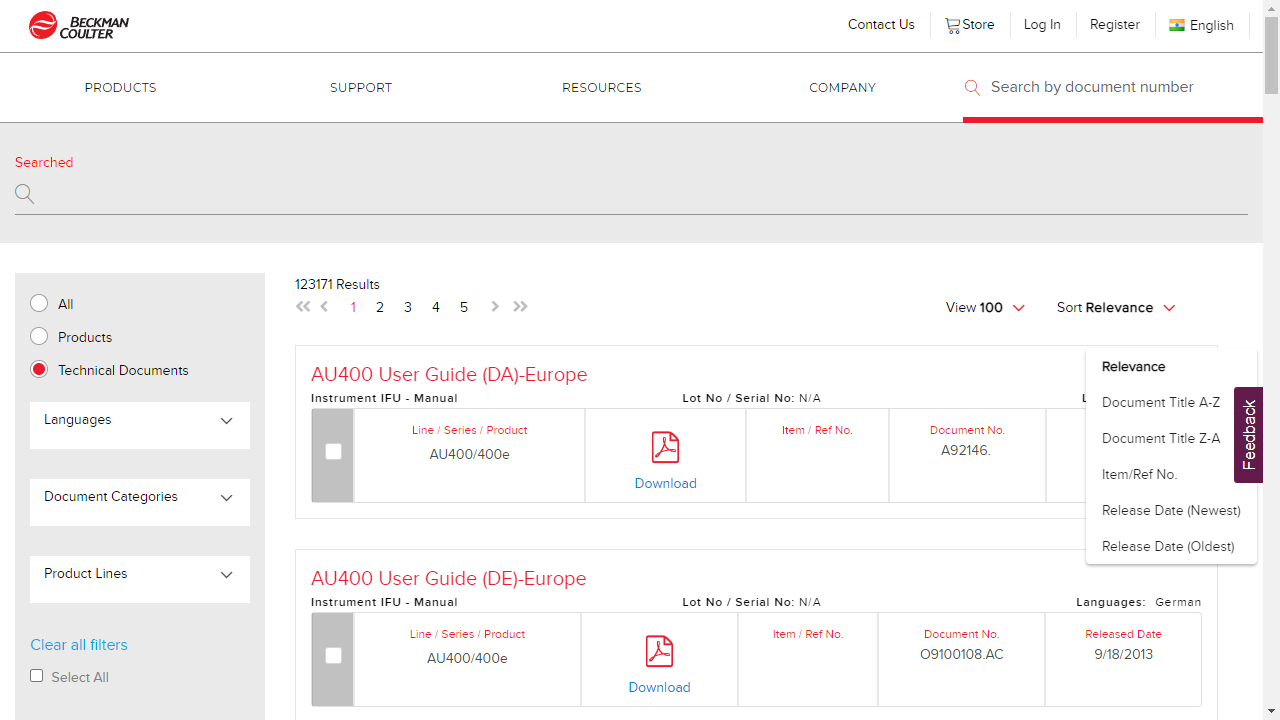 BECKMAN
COULTER
Contact Us
Store
Log In
Register
English
PRODUCTS
SUPPORT
RESOURCES
COMPANY
Search by document number
Searched
All
Products
Technical Documents
Languages
Document Categories
Product Lines
Clear all filters
Select All
123171 Results
1 2 3 4 5
View 100
Sort Relevance
Relevance
Document Title A-Z
Document Title Z-A
Item/Ref No.
Release Date (Newest)
Release Date (Oldest)
Feedback
AU400 User Guide (DA)-Europe
Instrument IFU - Manual
Lot No / Serial No: N/A
Line / Series / Product
AU400/400e
Download
Item / Ref No.
Document No.
A92146.
AU400 User Guide (DE)-Europe
Instrument IFU - Manual
Lot No / Serial No: N/A
Languages: German
Line / Series / Product
AU400/400e
Download
Item / Ref No.
Document No.
O9100108.AC
Released Date
9/18/2013